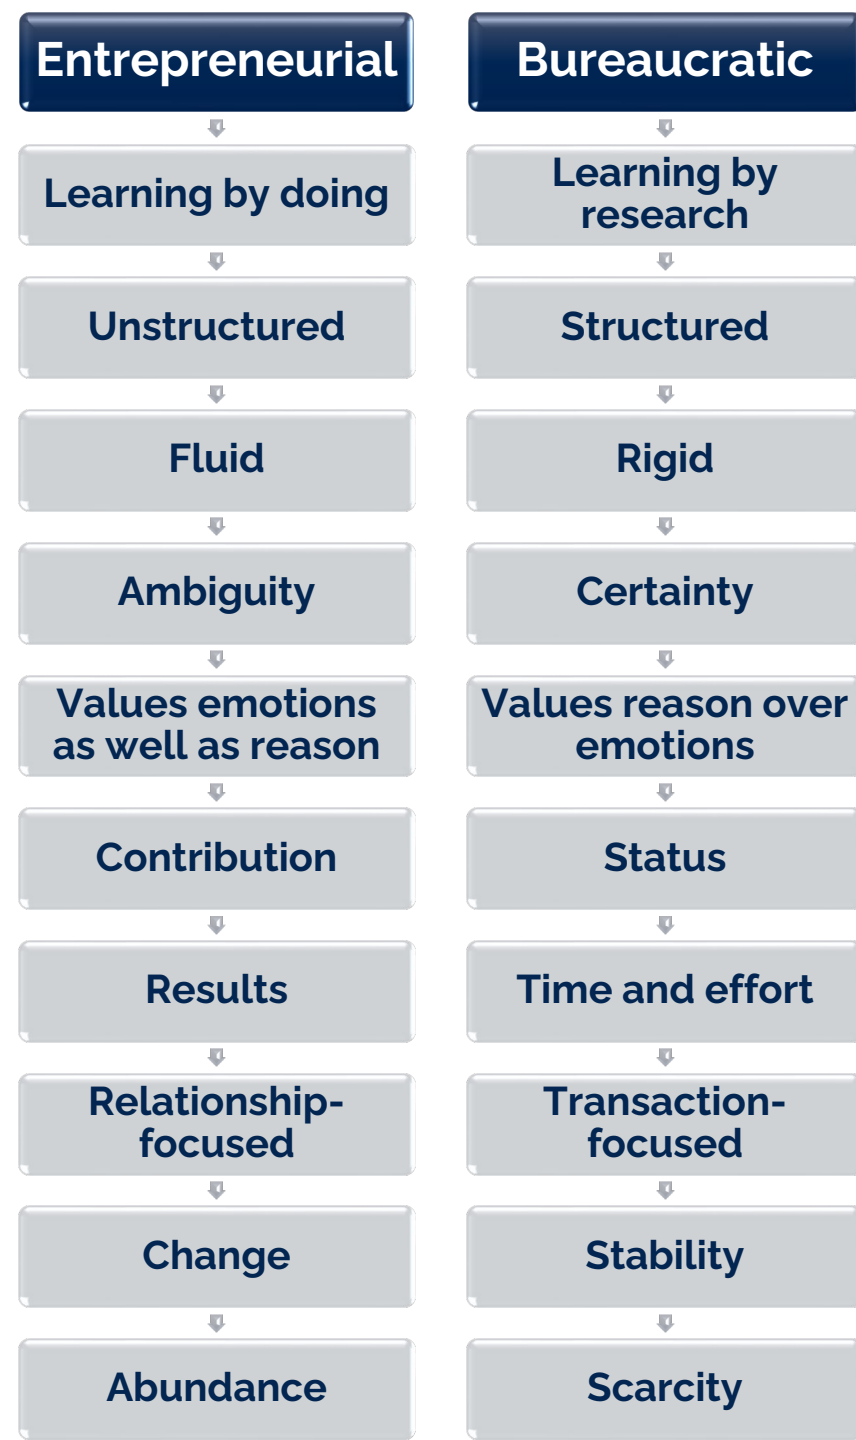 Entrepreneurial
Learning by doing
Unstructured
Fluid
Ambiguity
Values emotions
as well as reason
Contribution
Results
Relationship-
focused
Change
Abundance
Bureaucratic
Learning by
research
Structured
Rigid
Certainty
Values reason over
emotions
Status
Time and effort
Transaction-
focused
Stability
Scarcity